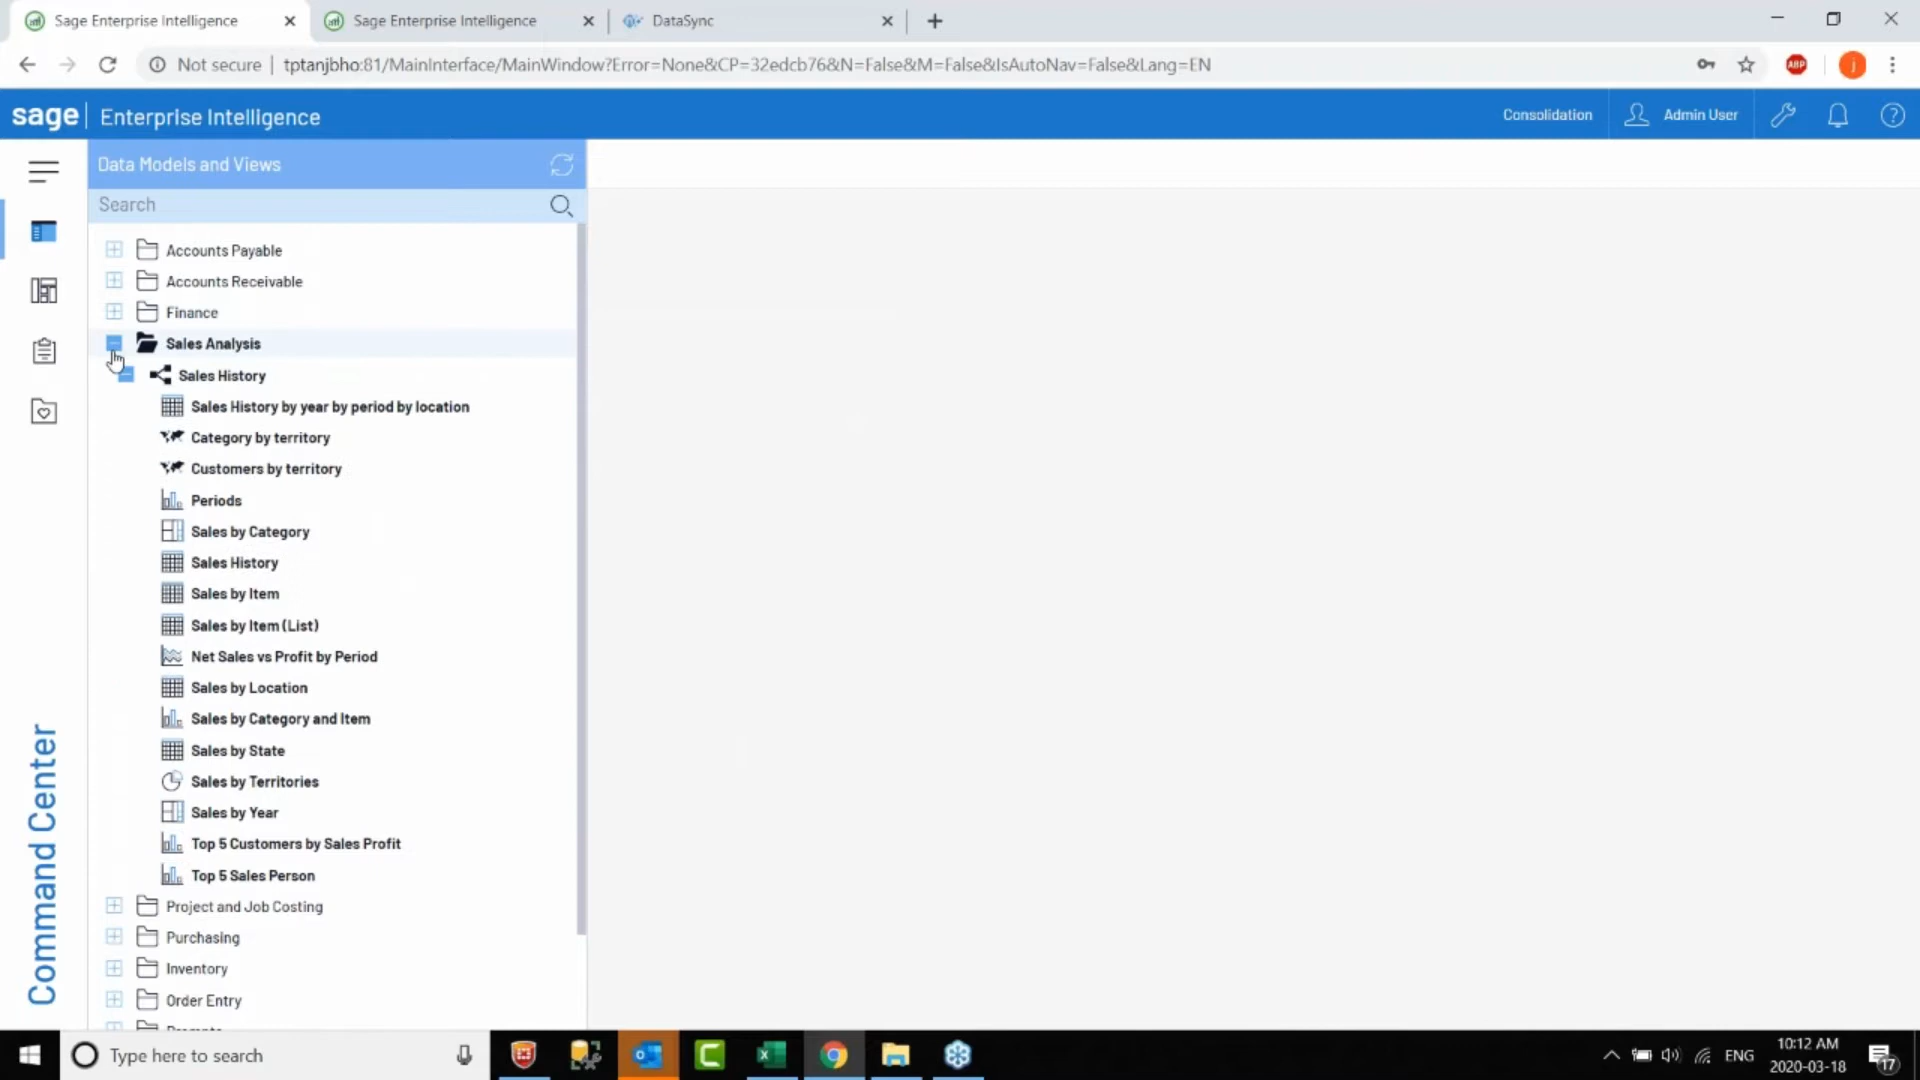 Sage Enterprise Intelligence
Sage Enterprise Intelligence
DataSync
Not secure | tptanjbho:81/MainInterface/MainWindow?Error=None&CP=32edcb76&N=False&M=False&IsAutoNav=False&Lang=EN
ABP
j
sage Enterprise Intelligence
Consolidation
Admin User
Data Models and Views
Search
Accounts Payable
Accounts Receivable
Finance
Sales Analysis
Sales History
Sales History by year by period by location
Category by territory
Customers by territory
Periods
Sales by Category
Sales History
Sales by Item
Sales by Item (List)
Net Sales vs Profit by Period
Sales by Location
Sales by Category and Item
Sales by State
Sales by Territories
Sales by Year
Top 5 Customers by Sales Profit
Top 5 Sales Person
Project and Job Costing
Purchasing
Inventory
Order Entry
Command Center
Type here to search
ENG
10:12 AM
2020-03-18
17